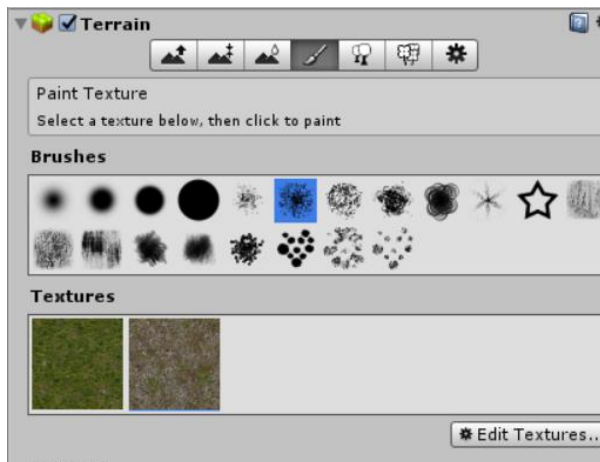 Terrain
Paint Texture
Select a texture below, then click to paint
Brushes
Textures
Edit Textures...